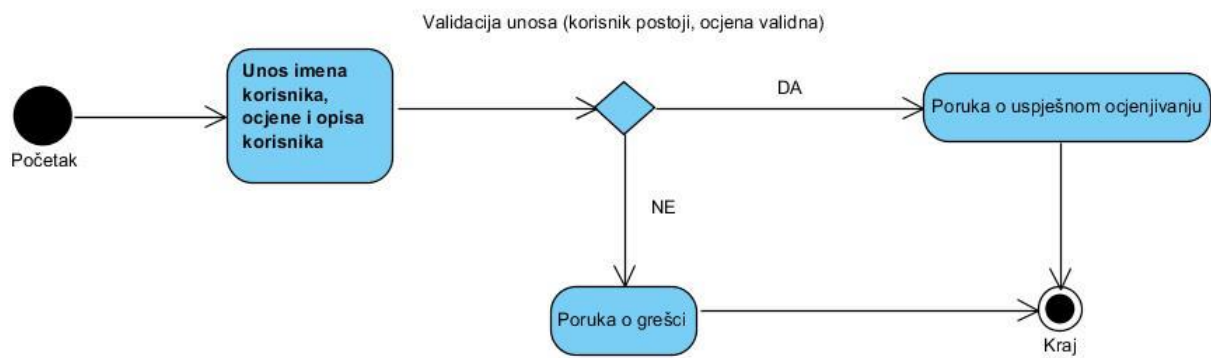 Validacija unosa (korisnik postoji, ocjena validna)
Unos imena
korisnika,
ocjene i opisa
korisnika
Početak
DA
Poruka o uspješnom ocjenjivanju
NE
Poruka o grešci
Kraj